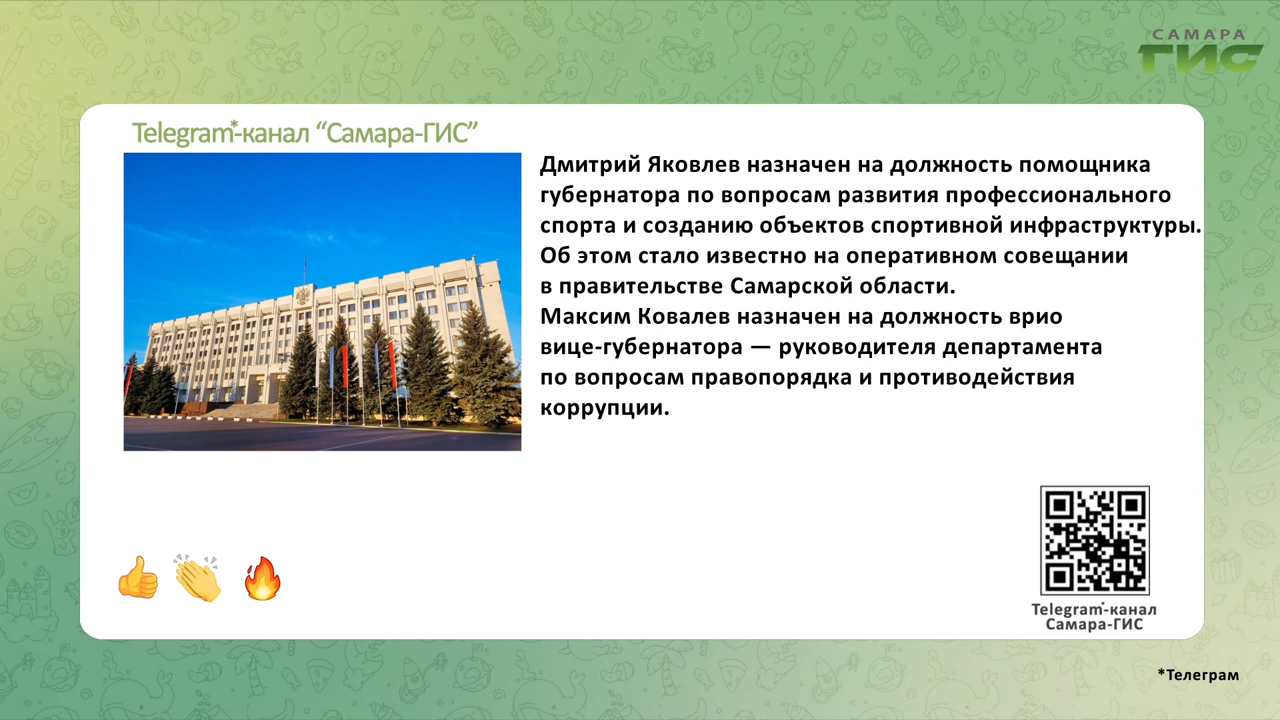 САМАРА
ГИС
Telegram*-канал “Самара-ГИС”
Дмитрий Яковлев назначен на должность помощника
губернатора по вопросам развития профессионального
спорта и созданию объектов спортивной инфраструктуры.
Об этом стало известно на оперативном совещании
в правительстве Самарской области.
Максим Ковалев назначен на должность врио
вице-губернатора — руководителя департамента
по вопросам правопорядка и противодействия
коррупции.
Telegram*-канал
Самара-ГИС
*Телеграм